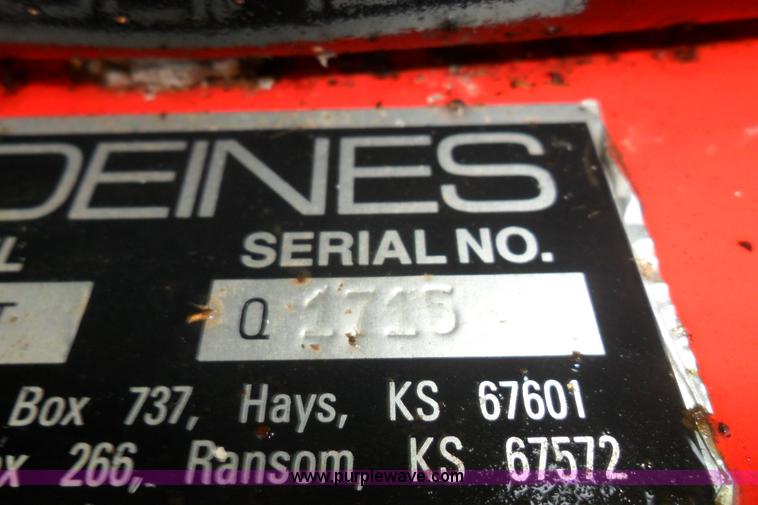 DEINES
SERIAL NO.
Q 1715
Box 737, Hays, KS 67601
266, Ransom, KS 67572
www.purplewave.com